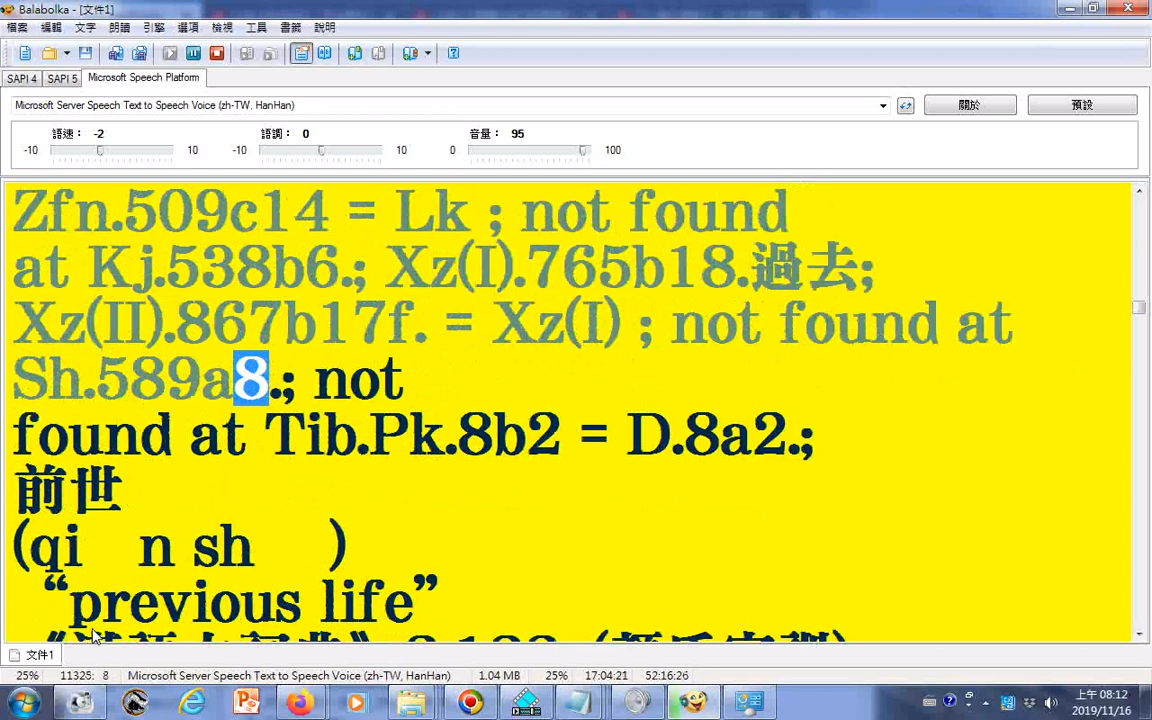 Balabolka - [文件1]
檔案 編輯 文字 朗讀 引擎 選項 檢視 工具 書籤 說明
SAPI 4 SAPI 5 Microsoft Speech Platform
Microsoft Server Speech Text to Speech Voice (zh-TW, HanHan) 關於 預設
語速： -2 語調： 0 音量： 95
-10 10 -10 10 0 100
Zfn.509c14 = Lk ; not found
at Kj.538b6.; Xz(I).765b18.過去;
Xz(II).867b17f. = Xz(I) ; not found at
Sh.589a8.; not
found at Tib.Pk.8b2 = D.8a2.;
前世
(qi n sh )
“previous life”
文件1
25% 11325: 8 Microsoft Server Speech Text to Speech Voice (zh-TW, HanHan) 1.04 MB 25% 17:04:21 52:16:26
上午 08:12
2019/11/16